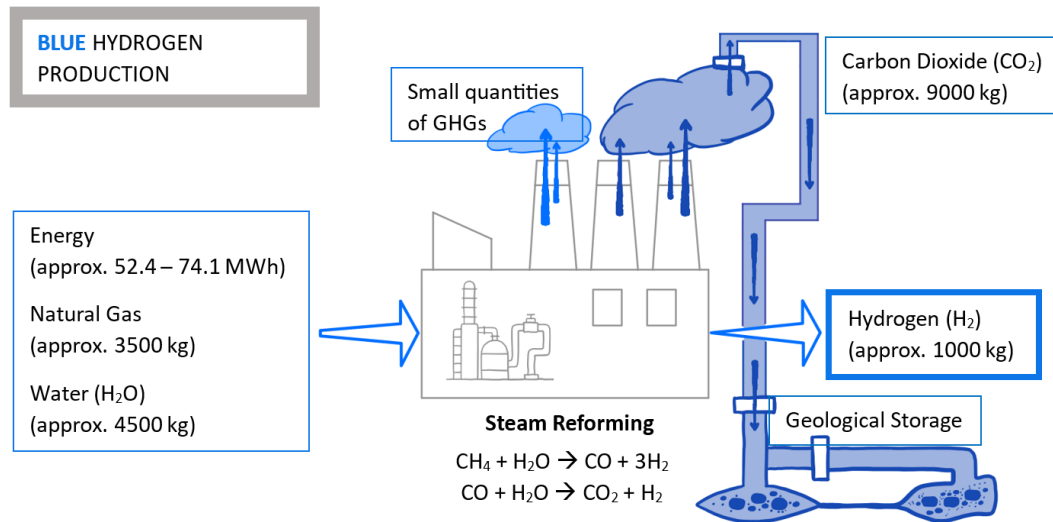 BLUE HYDROGEN
PRODUCTION
Small quantities
of GHGs
Carbon Dioxide (CO₂)
(approx. 9000 kg)
Energy
(approx. 52.4 – 74.1 MWh)
Natural Gas
(approx. 3500 kg)
Water (H₂O)
(approx. 4500 kg)
Hydrogen (H₂)
(approx. 1000 kg)
Geological Storage
Steam Reforming
CH₄ + H₂O → CO + 3H₂
CO + H₂O → CO₂ + H₂